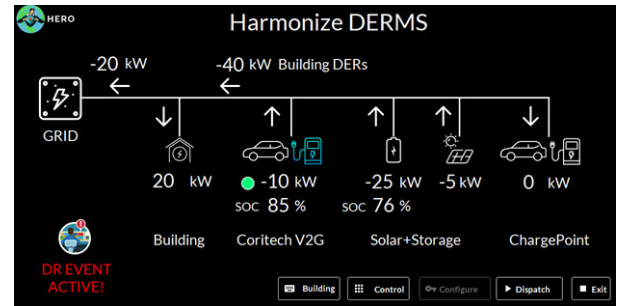 HERO
Harmonize DERMS
-20 kW
-40 kW Building DERs
GRID
20 kW
-10 kW
-25 kW
-5 kW
0 kW
SOC 85 %
SOC 76 %
Building
Coritech V2G
Solar+Storage
ChargePoint
DR EVENT
ACTIVE!
Building
Control
Configure
Dispatch
Exit